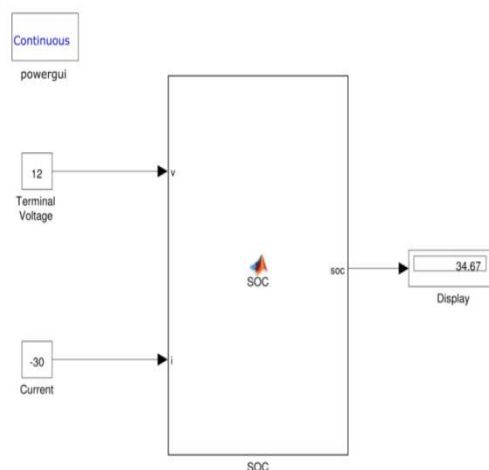 Continuous
powergui
12
v
Terminal
Voltage
SOC
soc
34.67
Display
-30
i
Current
SOC